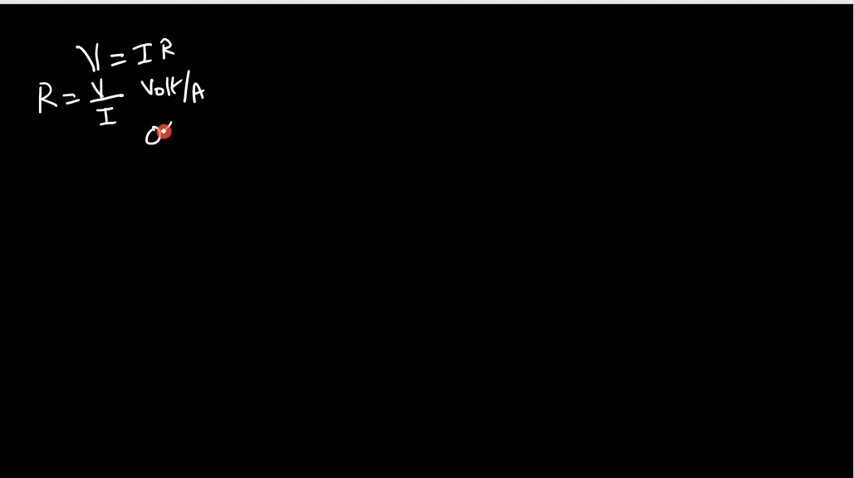 V = IR
R = V/I Volt/A